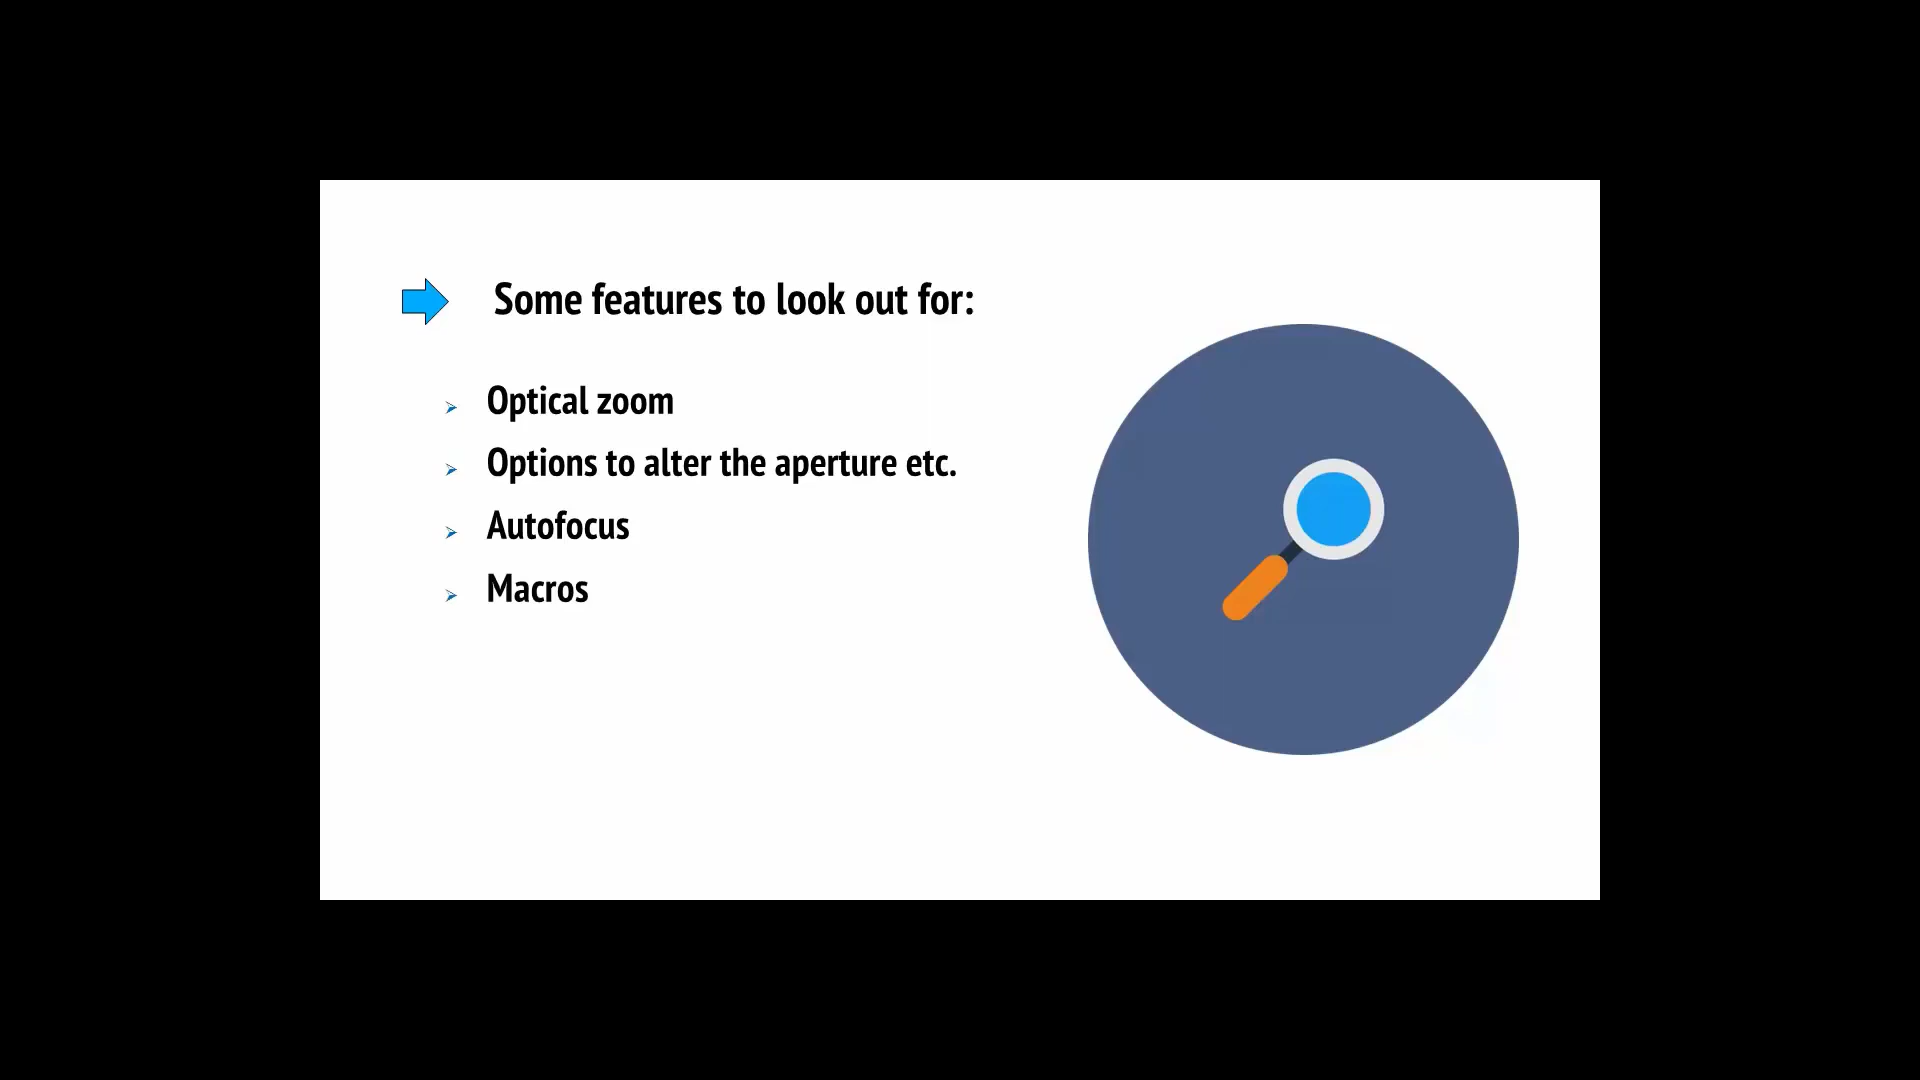 Some features to look out for:
Optical zoom
Options to alter the aperture etc.
Autofocus
Macros